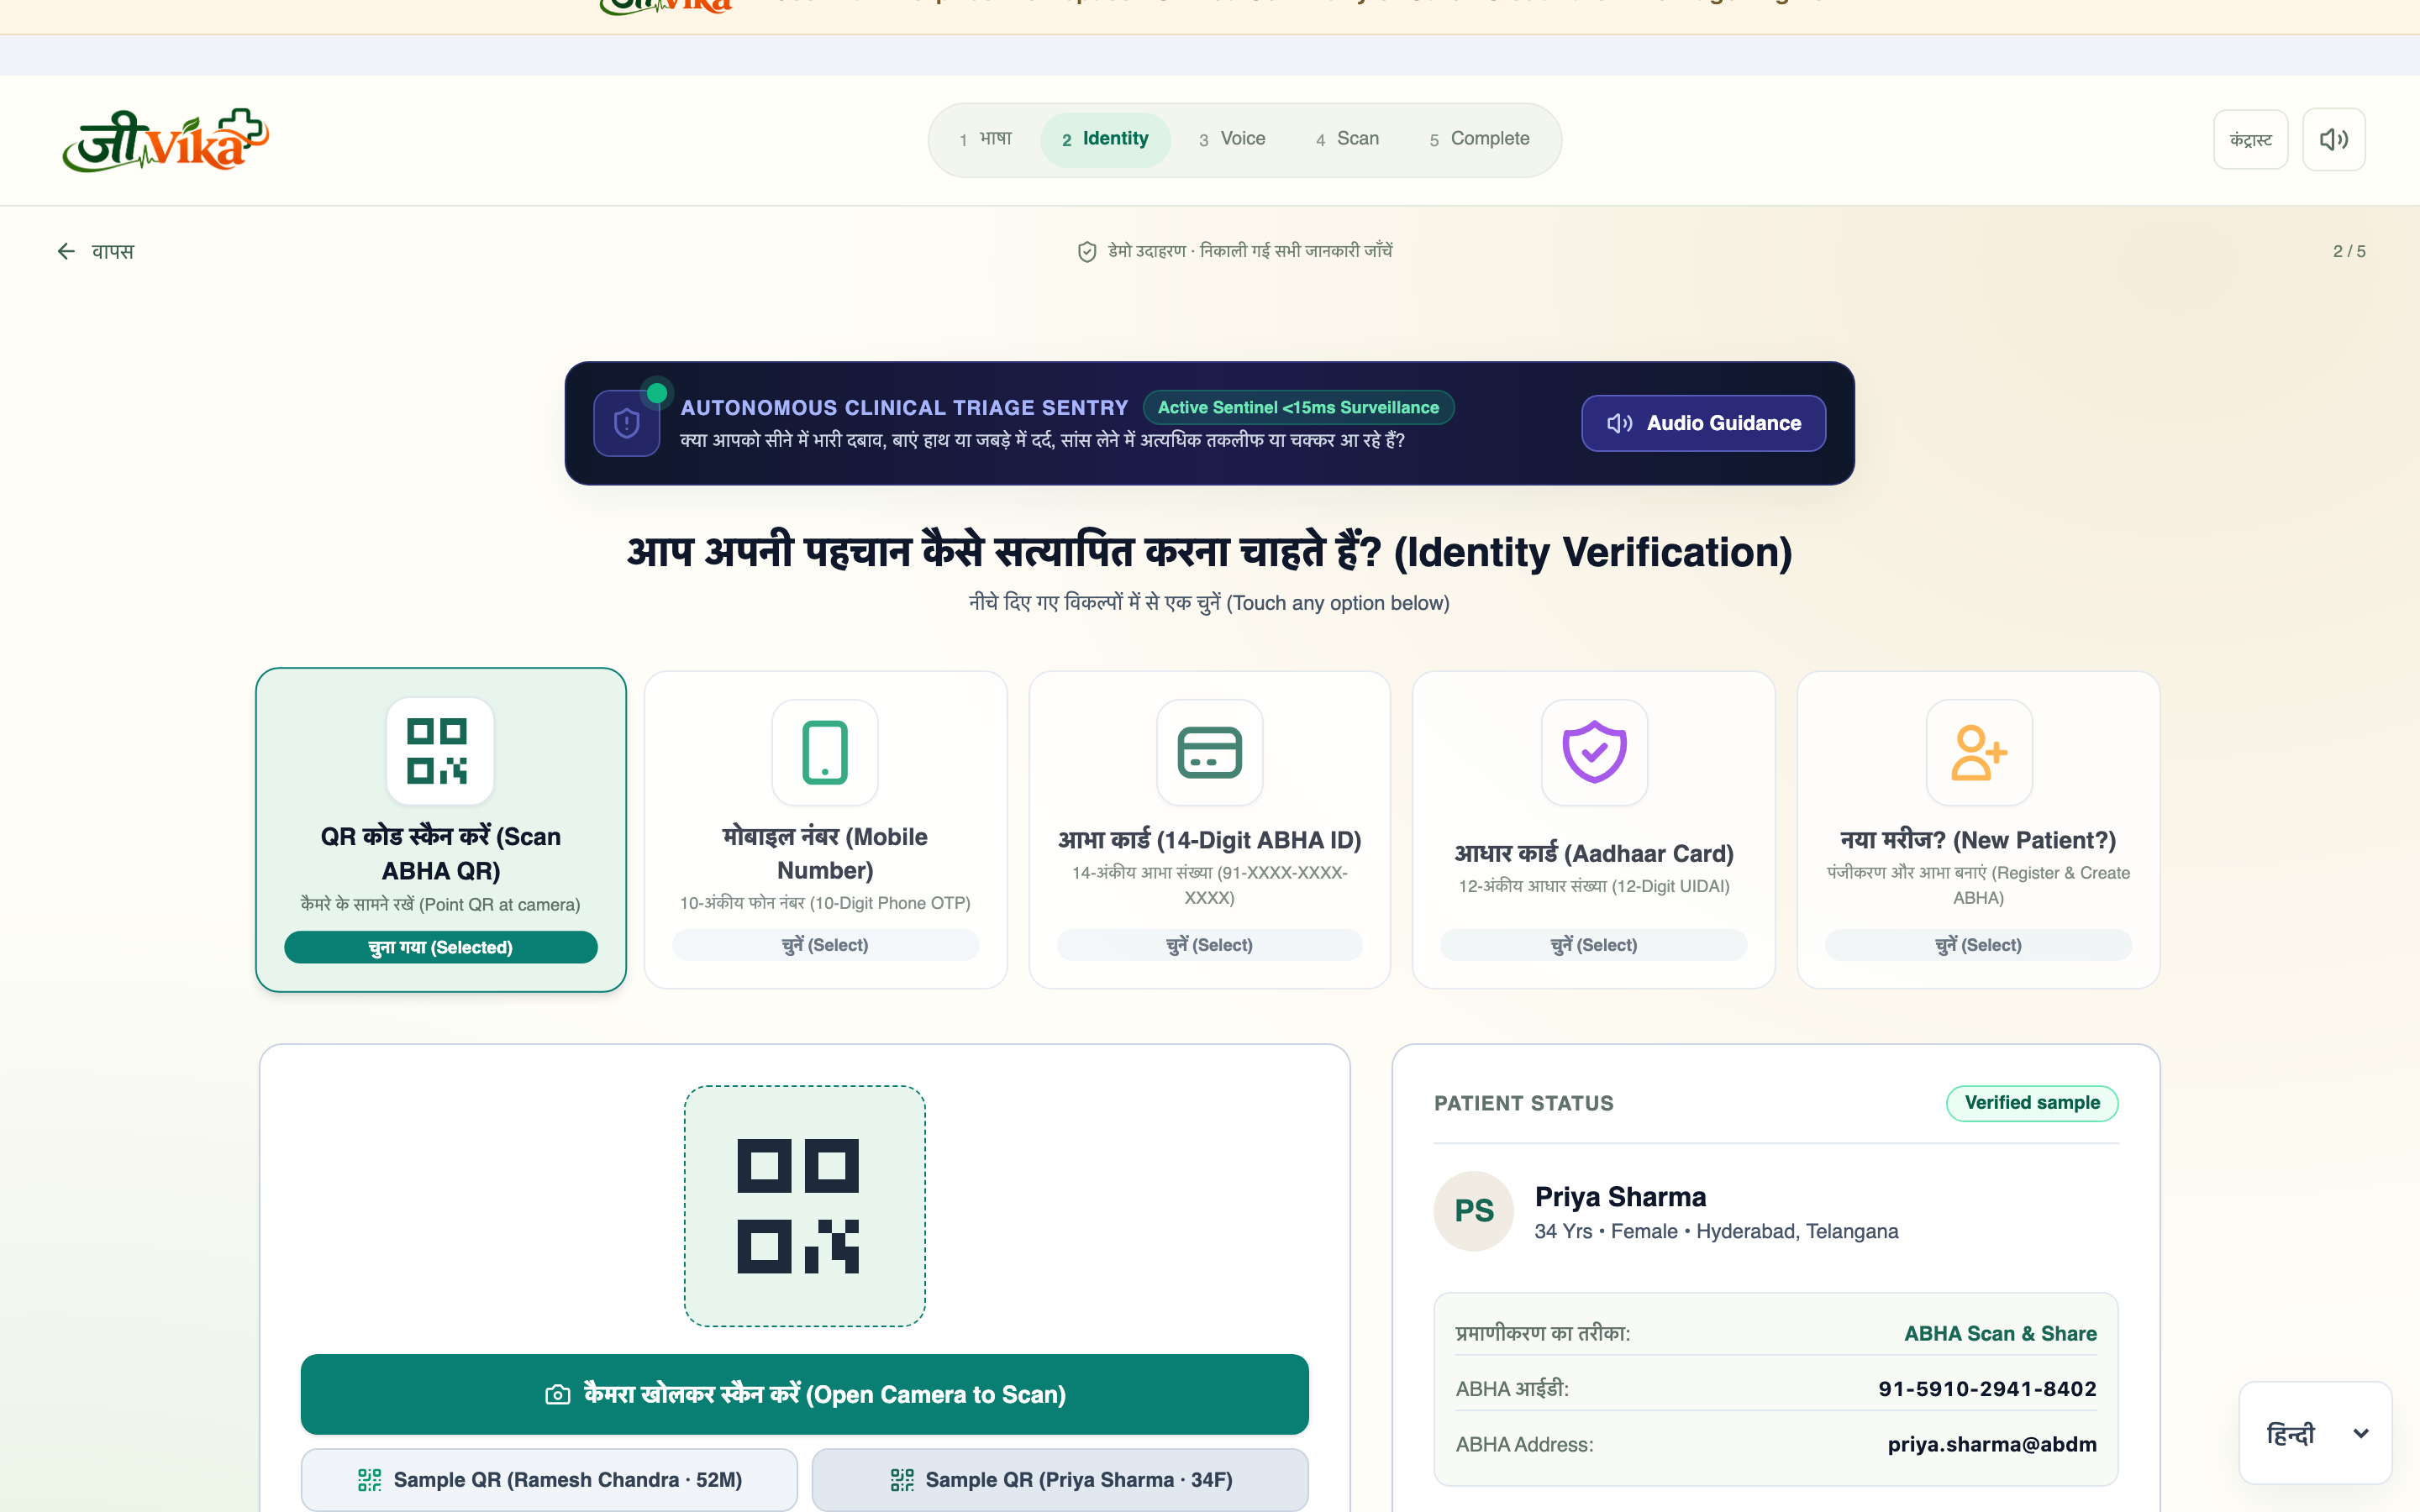 जीvika
1 भाषा
2 Identity
3 Voice
4 Scan
5 Complete
कंट्रास्ट
वापस
डेमो उदाहरण · निकाली गई सभी जानकारी जाँचें
2 / 5
AUTONOMOUS CLINICAL TRIAGE SENTRY
Active Sentinel <15ms Surveillance
क्या आपको सीने में भारी दबाव, बाएं हाथ या जबड़े में दर्द, सांस लेने में अत्यधिक तकलीफ या चक्कर आ रहे हैं?
Audio Guidance
आप अपनी पहचान कैसे सत्यापित करना चाहते हैं? (Identity Verification)
नीचे दिए गए विकल्पों में से एक चुनें (Touch any option below)
QR कोड स्कैन करें (Scan
ABHA QR)
कैमरे के सामने रखें (Point QR at camera)
चुना गया (Selected)
मोबाइल नंबर (Mobile
Number)
10-अंकीय फोन नंबर (10-Digit Phone OTP)
चुनें (Select)
आभा कार्ड (14-Digit ABHA ID)
14-अंकीय आभा संख्या (91-XXXX-XXXX-
XXXX)
चुनें (Select)
आधार कार्ड (Aadhaar Card)
12-अंकीय आधार संख्या (12-Digit UIDAI)
चुनें (Select)
नया मरीज? (New Patient?)
पंजीकरण और आभा बनाएं (Register & Create
ABHA)
चुनें (Select)
कैमरा खोलकर स्कैन करें (Open Camera to Scan)
Sample QR (Ramesh Chandra · 52M)
Sample QR (Priya Sharma · 34F)
PATIENT STATUS
Verified sample
PS
Priya Sharma
34 Yrs • Female • Hyderabad, Telangana
प्रमाणीकरण का तरीका:
ABHA Scan & Share
ABHA आईडी:
91-5910-2941-8402
ABHA Address:
priya.sharma@abdm
हिन्दी